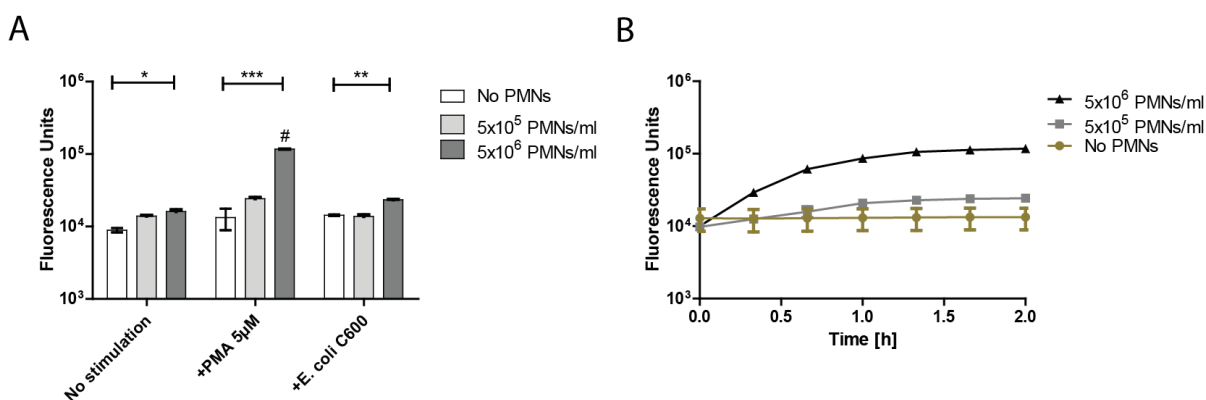 A
Fluorescence Units
10⁶
10⁵
10⁴
10³
*
***
**
#
No stimulation
+PMA 5µM
+E. coli C600
No PMNs
5x10⁵ PMNs/ml
5x10⁶ PMNs/ml
B
Fluorescence Units
10⁶
10⁵
10⁴
10³
0.0
0.5
1.0
1.5
2.0
Time [h]
5x10⁶ PMNs/ml
5x10⁵ PMNs/ml
No PMNs